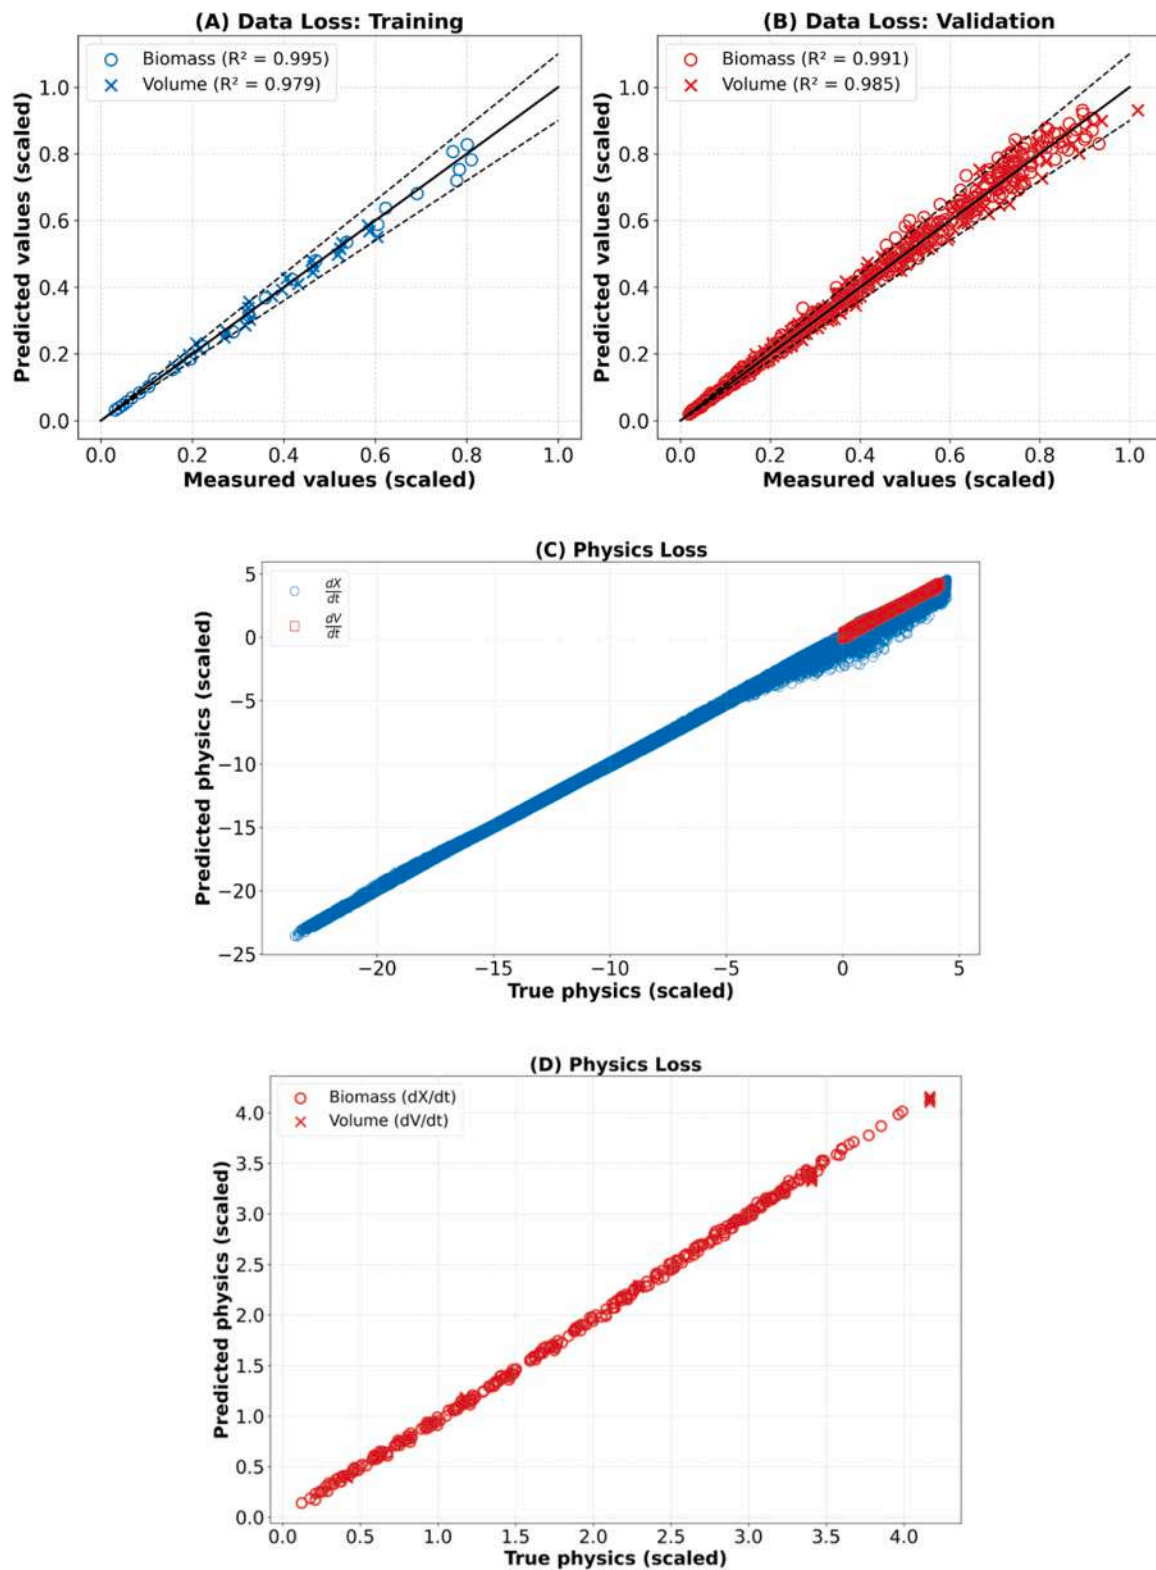 (A) Data Loss: Training
Biomass (R² = 0.995)
Volume (R² = 0.979)
Predicted values (scaled)
1.0
0.8
0.6
0.4
0.2
0.0
0.0 0.2 0.4 0.6 0.8 1.0
Measured values (scaled)
(B) Data Loss: Validation
Biomass (R² = 0.991)
Volume (R² = 0.985)
Predicted values (scaled)
1.0
0.8
0.6
0.4
0.2
0.0
0.0 0.2 0.4 0.6 0.8 1.0
Measured values (scaled)
(C) Physics Loss
dX/dt
dV/dt
Predicted physics (scaled)
5
0
−5
−10
−15
−20
−25
−20 −15 −10 −5 0 5
True physics (scaled)
(D) Physics Loss
Biomass (dX/dt)
Volume (dV/dt)
Predicted physics (scaled)
4.0
3.5
3.0
2.5
2.0
1.5
1.0
0.5
0.0
0.0 0.5 1.0 1.5 2.0 2.5 3.0 3.5 4.0
True physics (scaled)